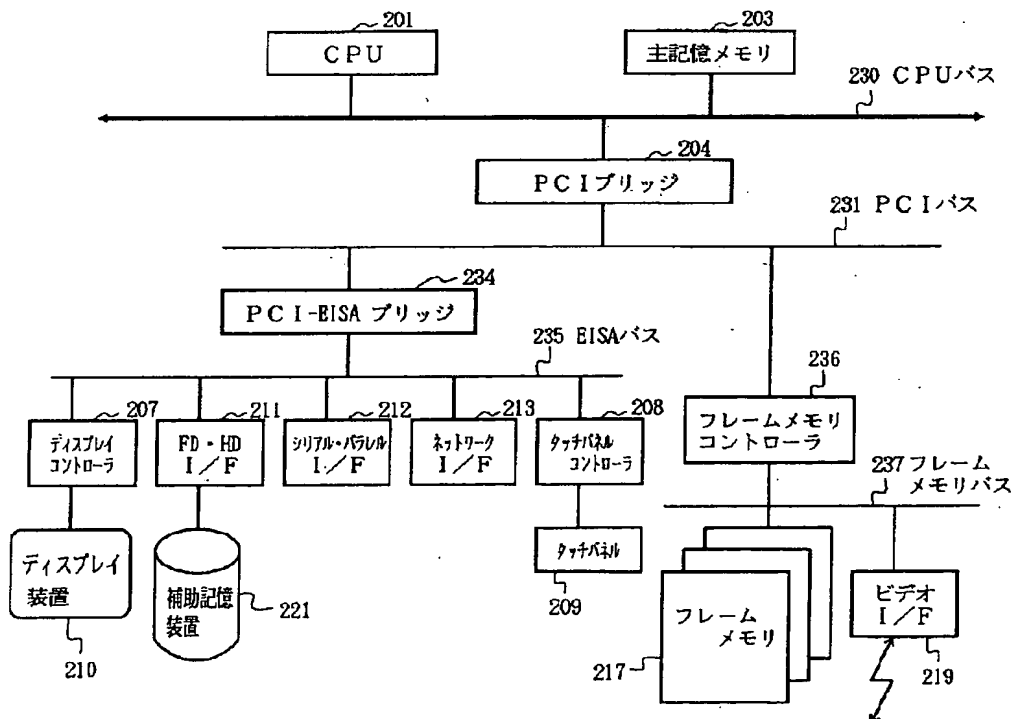 201
CPU
203
主記憶メモリ
230 CPUバス
204
PCIブリッジ
231 PCIバス
234
PCI-EISA ブリッジ
235 EISAバス
207
ディスプレイ
コントローラ
211
FD・HD
I/F
212
シリアル・パラレル
I/F
213
ネットワーク
I/F
208
タッチパネル
コントローラ
236
フレームメモリ
コントローラ
237 フレーム
メモリバス
ディスプレイ
装置
210
補助記憶
装置
221
タッチパネル
209
フレーム
メモリ
217
ビデオ
I/F
219